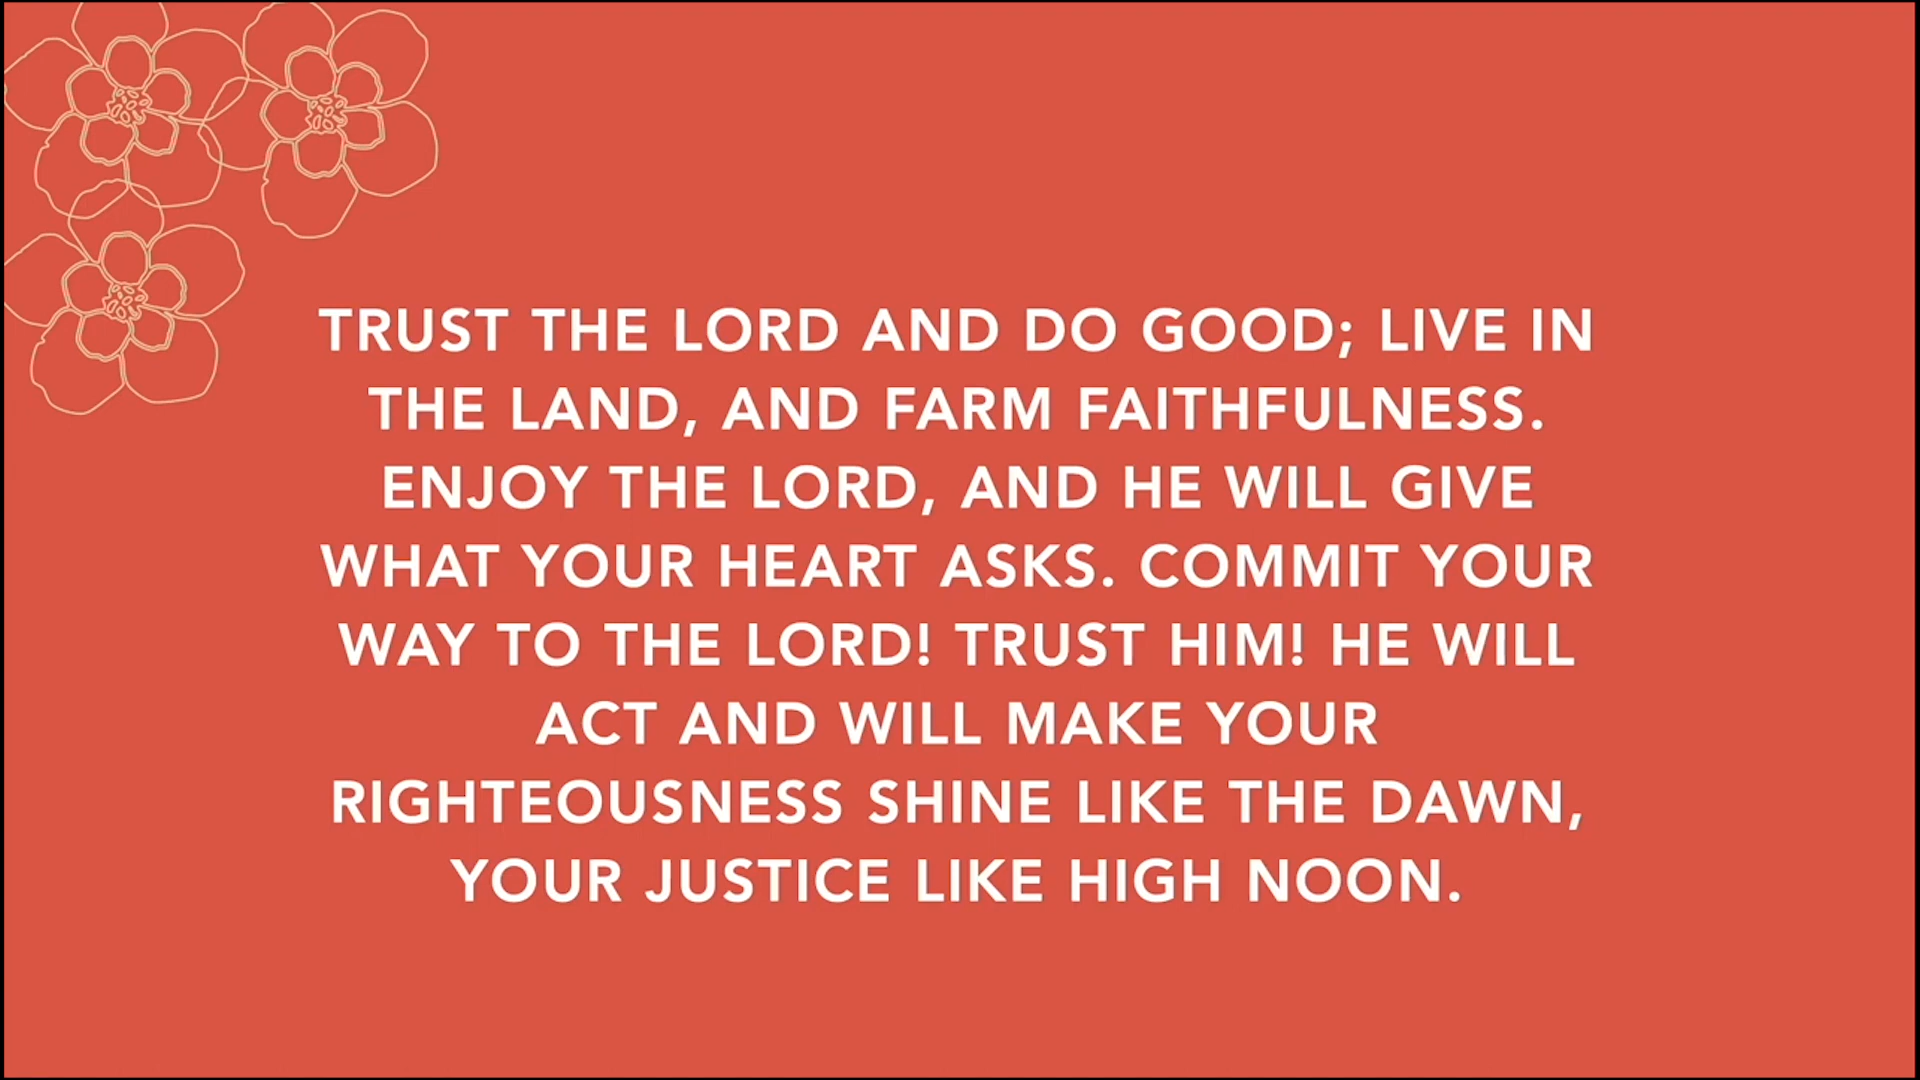 TRUST THE LORD AND DO GOOD; LIVE IN
THE LAND, AND FARM FAITHFULNESS.
ENJOY THE LORD, AND HE WILL GIVE
WHAT YOUR HEART ASKS. COMMIT YOUR
WAY TO THE LORD! TRUST HIM! HE WILL
ACT AND WILL MAKE YOUR
RIGHTEOUSNESS SHINE LIKE THE DAWN,
YOUR JUSTICE LIKE HIGH NOON.